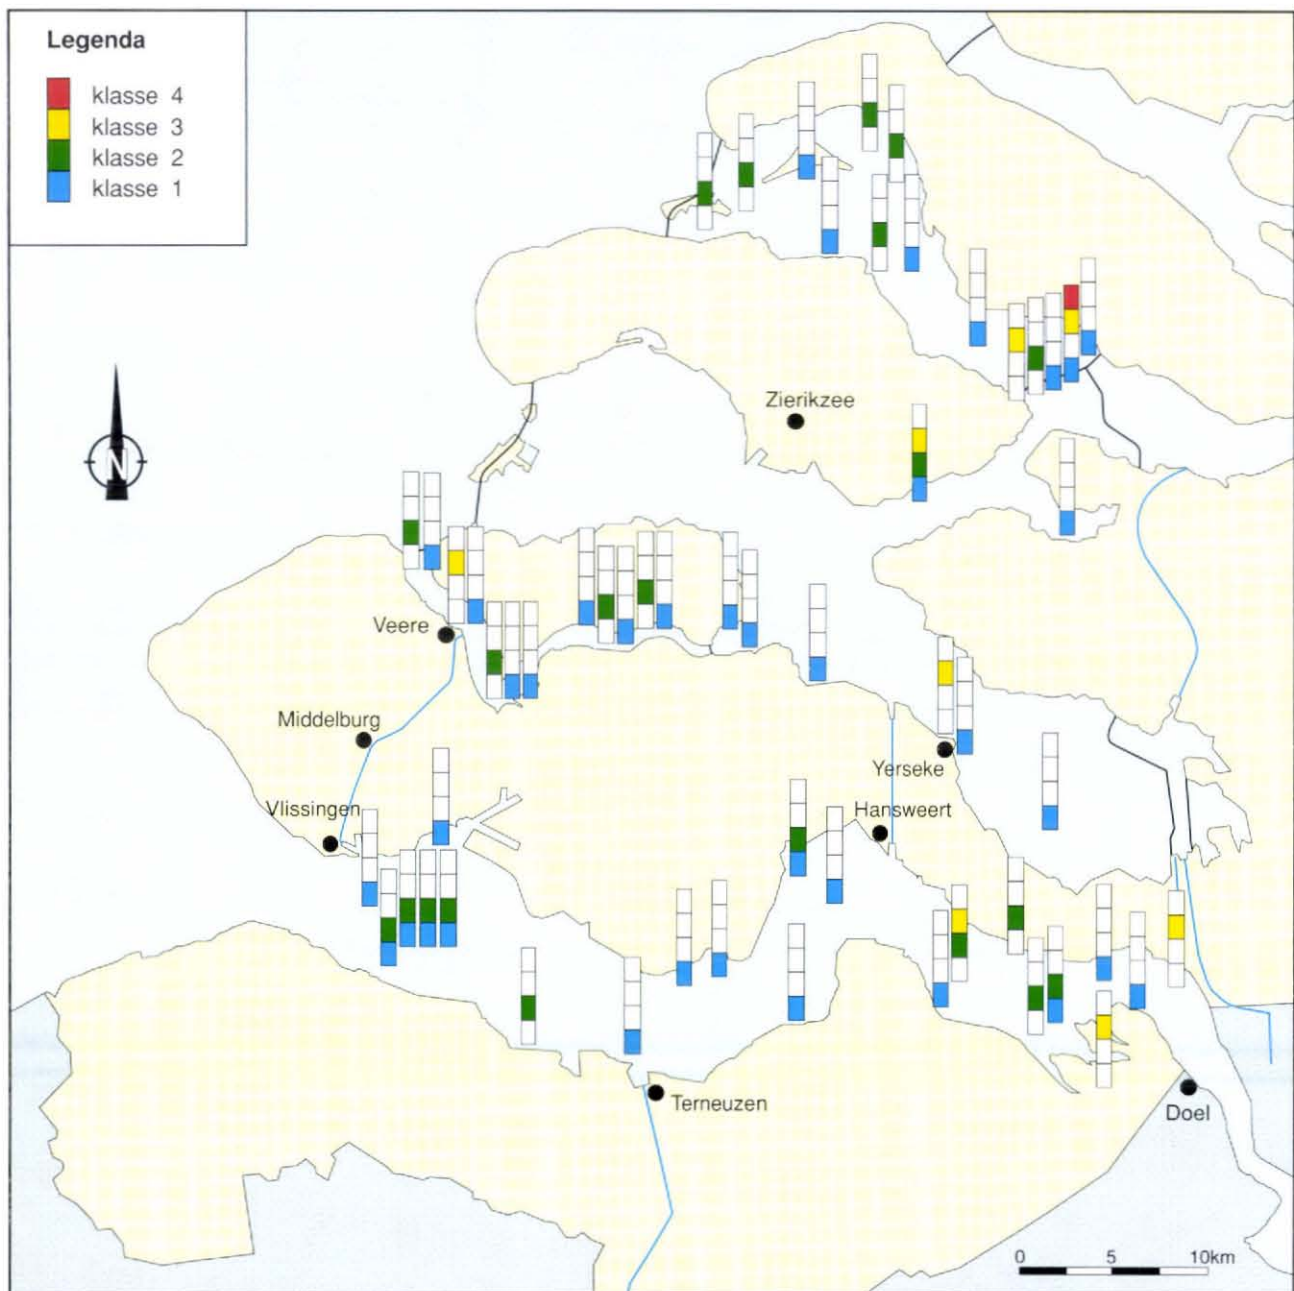 Legenda
klasse 4
klasse 3
klasse 2
klasse 1
N
Zierikzee
Veere
Middelburg
Vlissingen
Yerseke
Hansweert
Terneuzen
Doel
0 5 10km